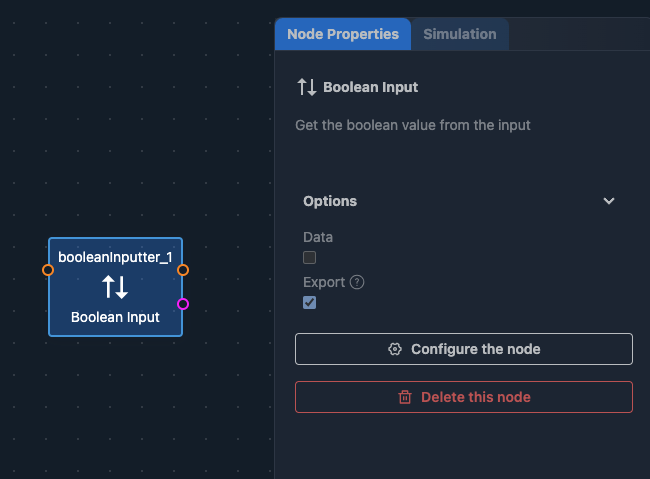 Node Properties
Simulation
Boolean Input
Get the boolean value from the input
Options
Data
Export ?
booleanInputter_1
Boolean Input
Configure the node
Delete this node